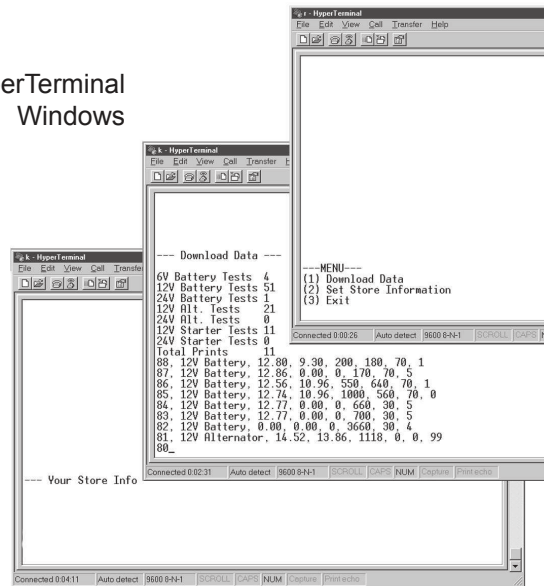 erTerminal
Windows
r - HyperTerminal
File Edit View Call Transfer Help
---MENU---
(1) Download Data
(2) Set Store Information
(3) Exit
Connected 0:00:26 Auto detect 9600 8-N-1 SCROLL CAPS
k - HyperTerminal
File Edit View Call Transfer
--- Download Data ---
6V Battery Tests 4
12V Battery Tests 51
24V Battery Tests 1
12V Alt. Tests 21
24V Alt. Tests 0
12V Starter Tests 11
24V Starter Tests 0
Total Prints 11
88, 12V Battery, 12.80, 9.30, 200, 180, 70, 1
87, 12V Battery, 12.86, 0.00, 0, 170, 70, 5
86, 12V Battery, 12.56, 10.96, 550, 640, 70, 1
85, 12V Battery, 12.74, 10.96, 1000, 560, 70, 0
84, 12V Battery, 12.77, 0.00, 0, 660, 30, 5
83, 12V Battery, 12.77, 0.00, 0, 700, 30, 5
82, 12V Battery, 0.00, 0.00, 0, 3660, 30, 4
81, 12V Alternator, 14.52, 13.86, 1118, 0, 0, 99
80_
Connected 0:02:31 Auto detect 9600 8-N-1 SCROLL CAPS NUM Capture Print echo
k - HyperTerminal
File Edit View Call Transfe
--- Your Store Info
Connected 0:04:11 Auto detect 9600 8-N-1 SCROLL CAPS NUM Capture Print echo